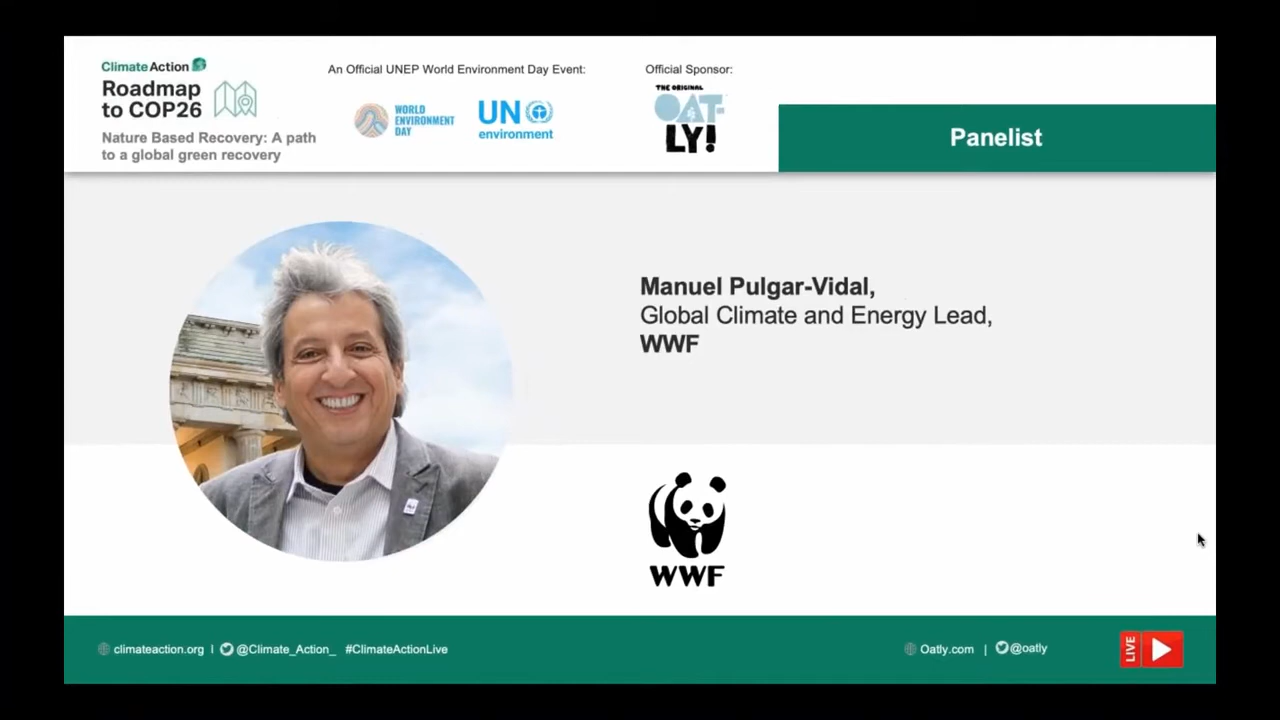 ClimateAction
Roadmap
to COP26
Nature Based Recovery: A path
to a global green recovery
An Official UNEP World Environment Day Event:
WORLD
ENVIRONMENT
DAY
UN
environment
Official Sponsor:
THE ORIGINAL
OAT-
LY!
Panelist
Manuel Pulgar-Vidal,
Global Climate and Energy Lead,
WWF
WWF
climateaction.org | @Climate_Action_ #ClimateActionLive
Oatly.com | @oatly
LIVE